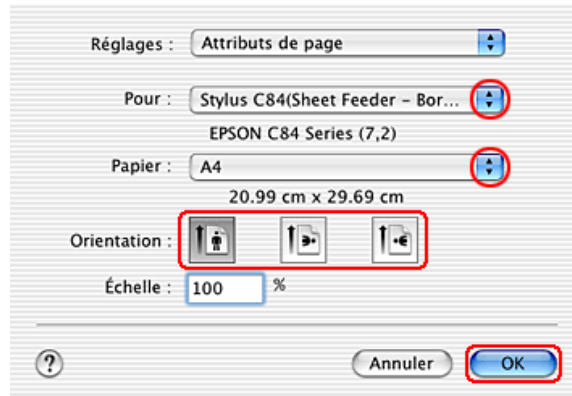 Réglages : Attributs de page
Pour : Stylus C84(Sheet Feeder - Bor...
EPSON C84 Series (7,2)
Papier : A4
20.99 cm x 29.69 cm
Orientation :
Échelle : 100 %
? Annuler OK